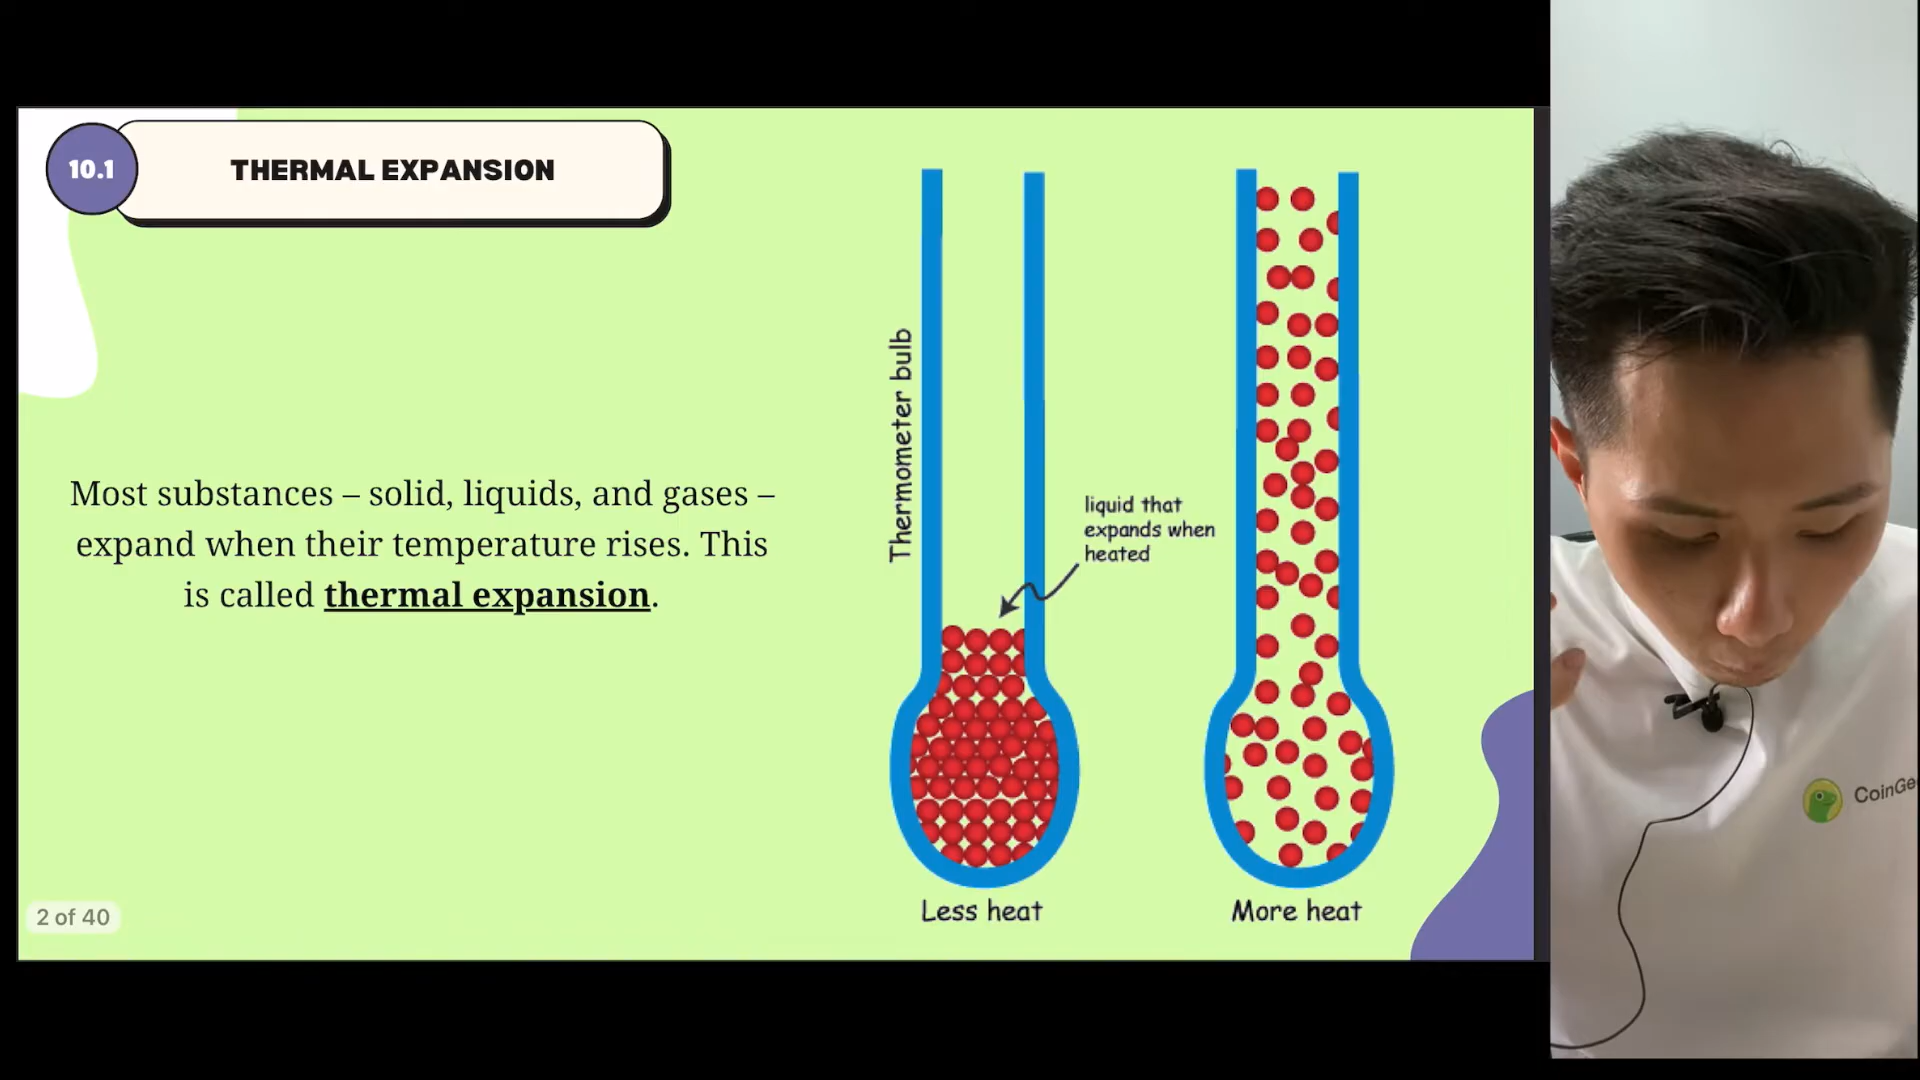 10.1
THERMAL EXPANSION
Most substances – solid, liquids, and gases –
expand when their temperature rises. This
is called thermal expansion.
Thermometer bulb
liquid that
expands when
heated
Less heat
More heat
2 of 40